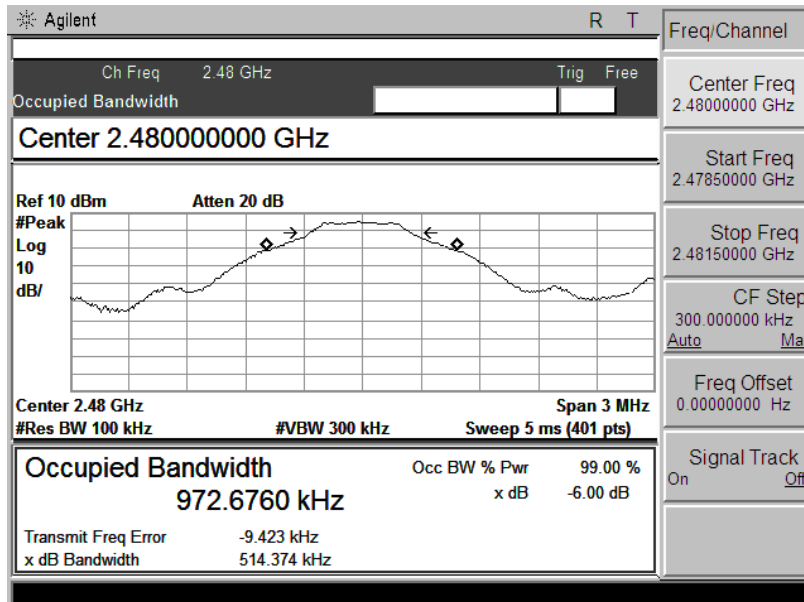 Agilent R T
Ch Freq 2.48 GHz Trig Free
Occupied Bandwidth
Center 2.480000000 GHz
Ref 10 dBm Atten 20 dB
#Peak
Log
10
dB/
Center 2.48 GHz Span 3 MHz
#Res BW 100 kHz #VBW 300 kHz Sweep 5 ms (401 pts)
Occupied Bandwidth
972.6760 kHz
Occ BW % Pwr 99.00 %
x dB -6.00 dB
Transmit Freq Error -9.423 kHz
x dB Bandwidth 514.374 kHz
Freq/Channel
Center Freq
2.48000000 GHz
Start Freq
2.47850000 GHz
Stop Freq
2.48150000 GHz
CF Step
300.000000 kHz
Auto Ma
Freq Offset
0.00000000 Hz
Signal Track
On Off